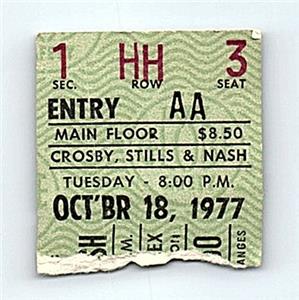 1 HH 3
SEC. ROW SEAT
ENTRY AA
MAIN FLOOR $8.50
CROSBY, STILLS & NASH
TUESDAY - 8:00 P.M.
OCT'BR 18, 1977